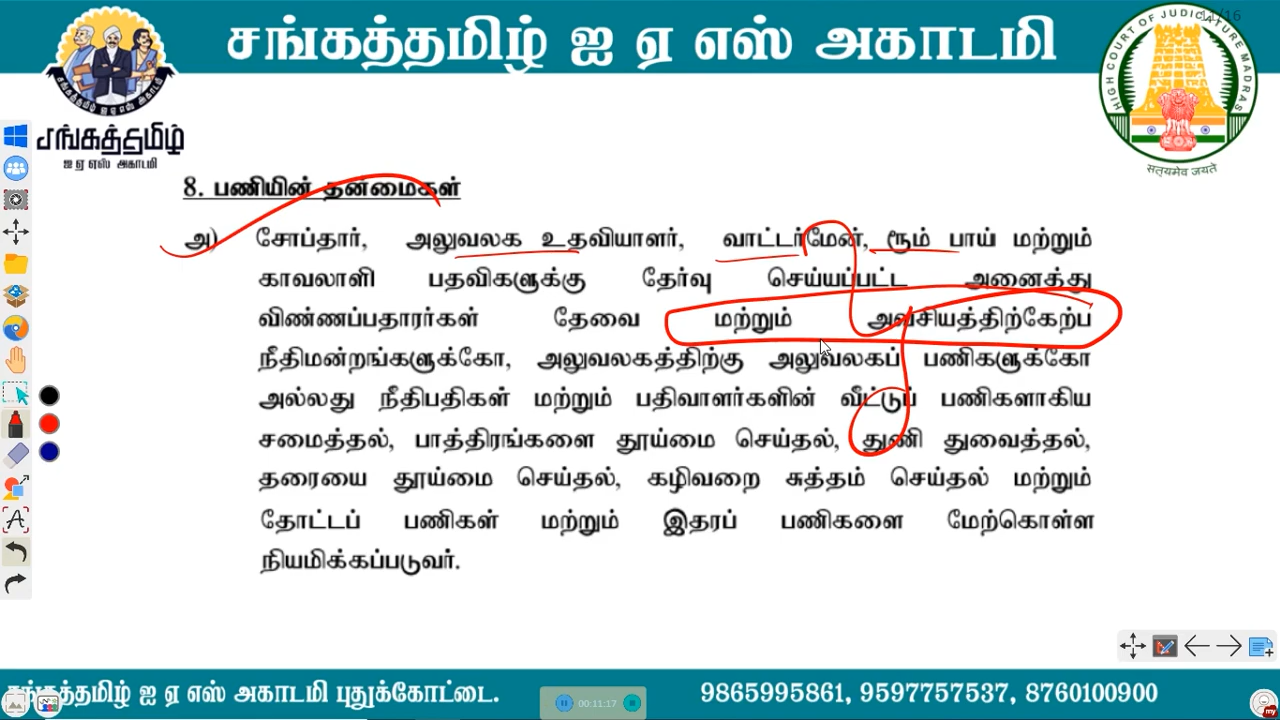 11/16
சங்கத்தமிழ் ஐ ஏ எஸ் அகாடமி
HIGH COURT OF JUDICATURE MADRAS
सत्यमेव जयते
சங்கத்தமிழ்
ஐ ஏ எஸ் அகாடமி
8. பணியின் தன்மைகள்
அ) சோப்தார், அலுவலக உதவியாளர், வாட்டர்மேன், ரூம் பாய் மற்றும்
காவலாளி பதவிகளுக்கு தேர்வு செய்யப்பட்ட அனைத்து
விண்ணப்பதாரர்கள் தேவை மற்றும் அவசியத்திற்கேற்ப
நீதிமன்றங்களுக்கோ, அலுவலகத்திற்கு அலுவலகப் பணிகளுக்கோ
அல்லது நீதிபதிகள் மற்றும் பதிவாளர்களின் வீட்டுப் பணிகளாகிய
சமைத்தல், பாத்திரங்களை தூய்மை செய்தல், துணி துவைத்தல்,
தரையை தூய்மை செய்தல், கழிவறை சுத்தம் செய்தல் மற்றும்
தோட்டப் பணிகள் மற்றும் இதரப் பணிகளை மேற்கொள்ள
நியமிக்கப்படுவர்.
சங்கத்தமிழ் ஐ ஏ எஸ் அகாடமி புதுக்கோட்டை.
00:11:17
9865995861, 9597757537, 8760100900
my